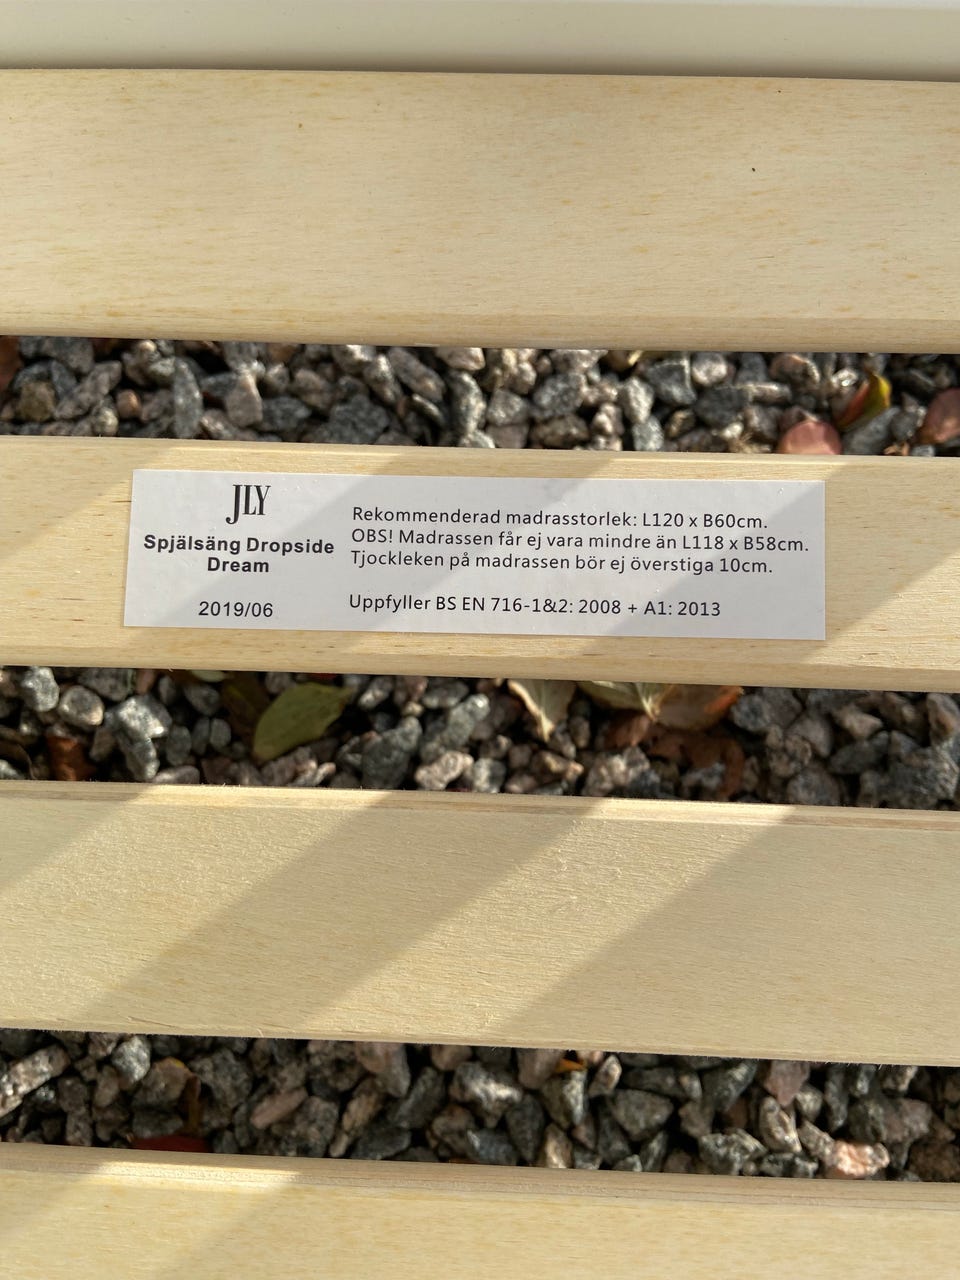 JLY
Spjälsäng Dropside
Dream
2019/06
Rekommenderad madrasstorlek: L120 x B60cm.
OBS! Madrassen får ej vara mindre än L118 x B58cm.
Tjockleken på madrassen bör ej överstiga 10cm.
Uppfyller BS EN 716-1&2: 2008 + A1: 2013